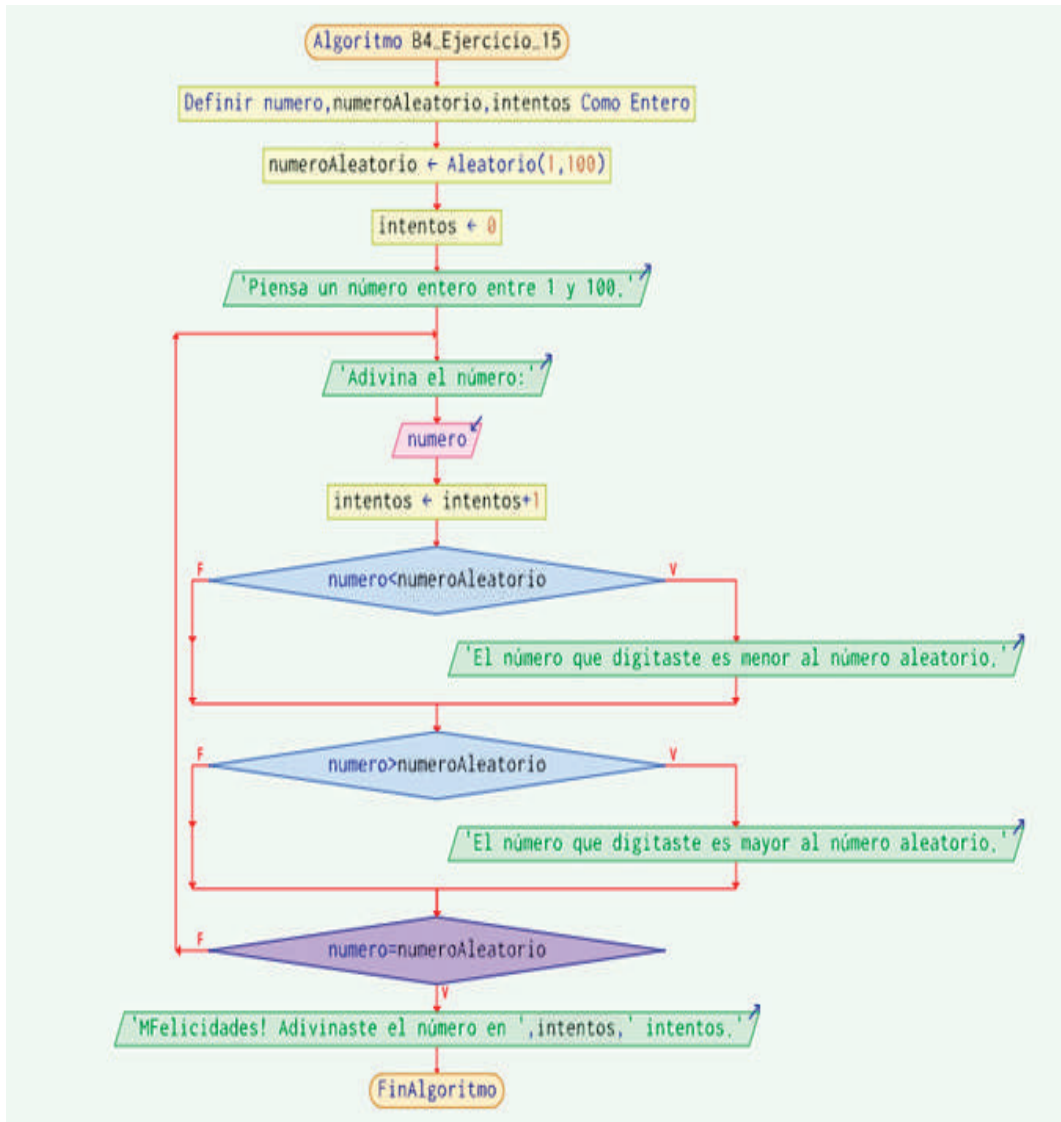 Algoritmo B4_Ejercicio_15
Definir numero,numeroAleatorio,intentos Como Entero
numeroAleatorio ← Aleatorio(1,100)
intentos ← 0
'Piensa un número entero entre 1 y 100.'
'Adivina el número:'
numero
intentos ← intentos+1
F
numero<numeroAleatorio
V
'El número que digitaste es menor al número aleatorio.'
F
numero>numeroAleatorio
V
'El número que digitaste es mayor al número aleatorio.'
F
numero=numeroAleatorio
V
'MFelicidades! Adivinaste el número en ',intentos,' intentos.'
FinAlgoritmo